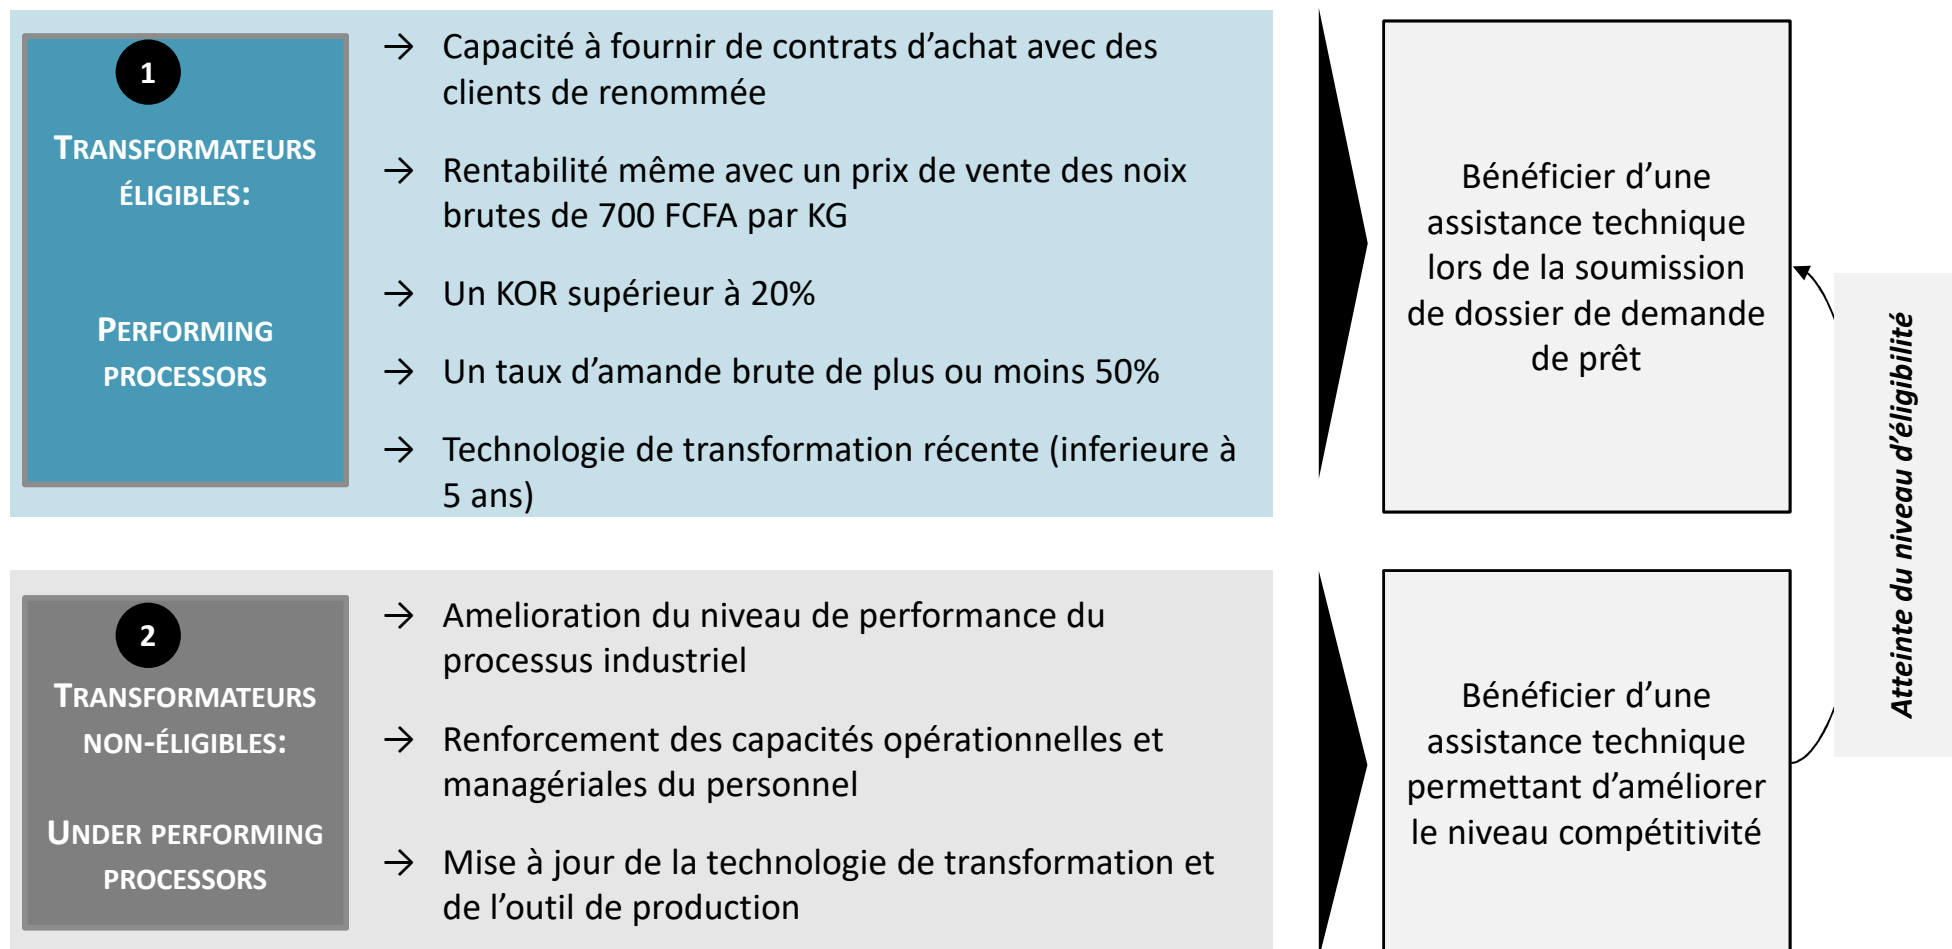 1
TRANSFORMATEURS
ÉLIGIBLES:
PERFORMING
PROCESSORS
→ Capacité à fournir de contrats d’achat avec des
clients de renommée
→ Rentabilité même avec un prix de vente des noix
brutes de 700 FCFA par KG
→ Un KOR supérieur à 20%
→ Un taux d’amande brute de plus ou moins 50%
→ Technologie de transformation récente (inferieure à
5 ans)
Bénéficier d’une
assistance technique
lors de la soumission
de dossier de demande
de prêt
Atteinte du niveau d’éligibilité
2
TRANSFORMATEURS
NON-ÉLIGIBLES:
UNDER PERFORMING
PROCESSORS
→ Amelioration du niveau de performance du
processus industriel
→ Renforcement des capacités opérationnelles et
managériales du personnel
→ Mise à jour de la technologie de transformation et
de l’outil de production
Bénéficier d’une
assistance technique
permettant d’améliorer
le niveau compétitivité